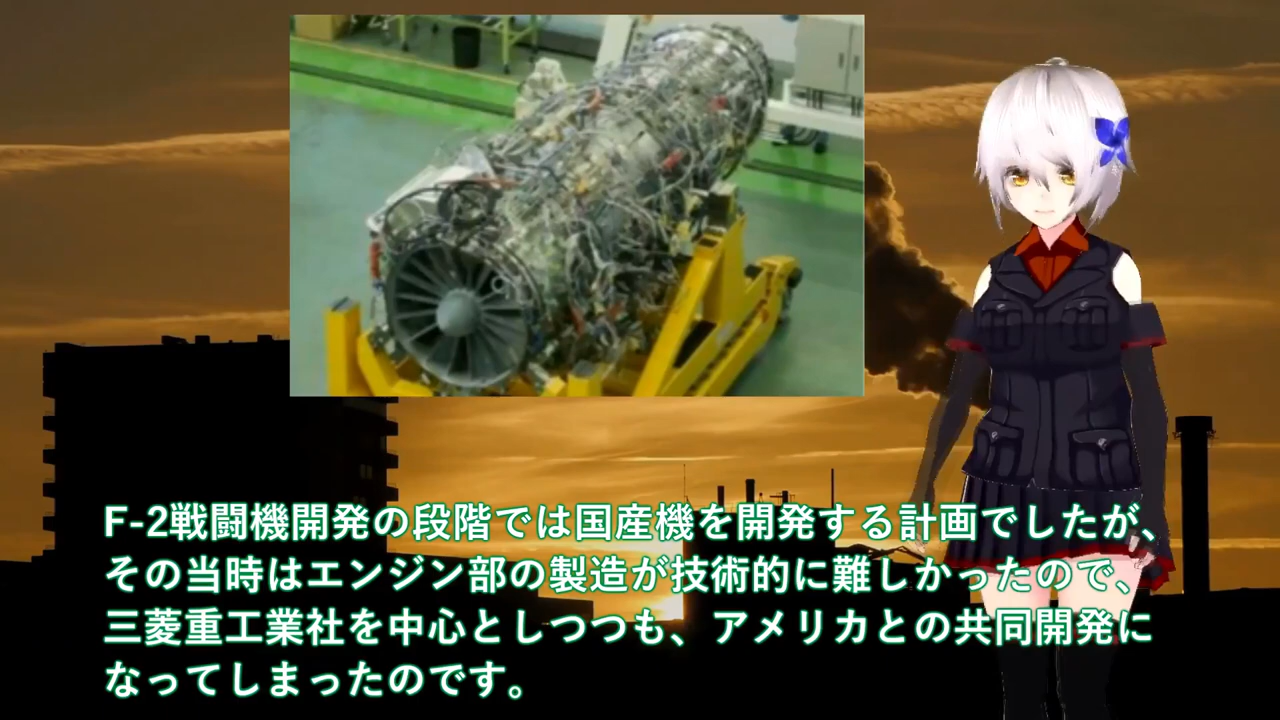 F-2戦闘機開発の段階では国産機を開発する計画でしたが、
その当時はエンジン部の製造が技術的に難しかったので、
三菱重工業社を中心としつつも、アメリカとの共同開発に
なってしまったのです。